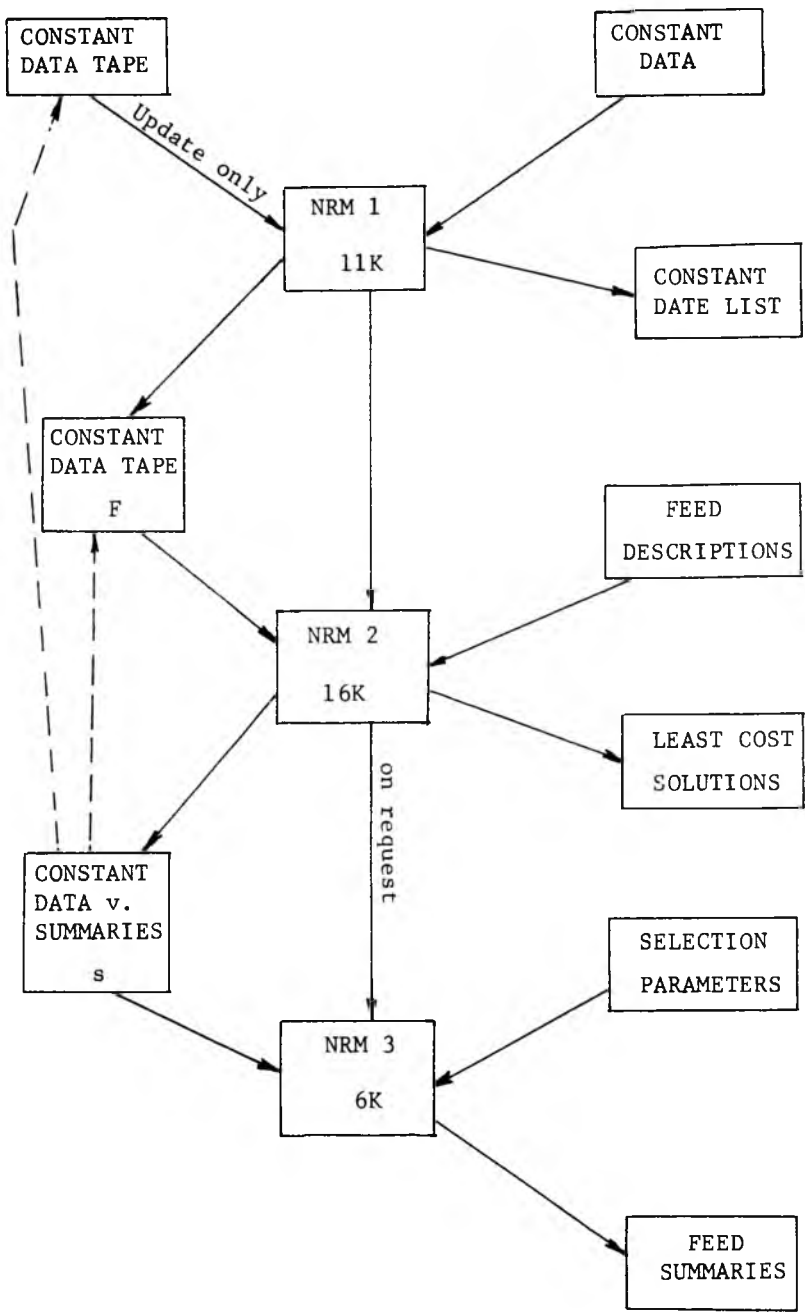 CONSTANT
DATA TAPE
CONSTANT
DATA
Update only
NRM 1
11K
CONSTANT
DATE LIST
CONSTANT
DATA TAPE
F
FEED
DESCRIPTIONS
NRM 2
16K
LEAST COST
SOLUTIONS
on request
CONSTANT
DATA v.
SUMMARIES
s
SELECTION
PARAMETERS
NRM 3
6K
FEED
SUMMARIES